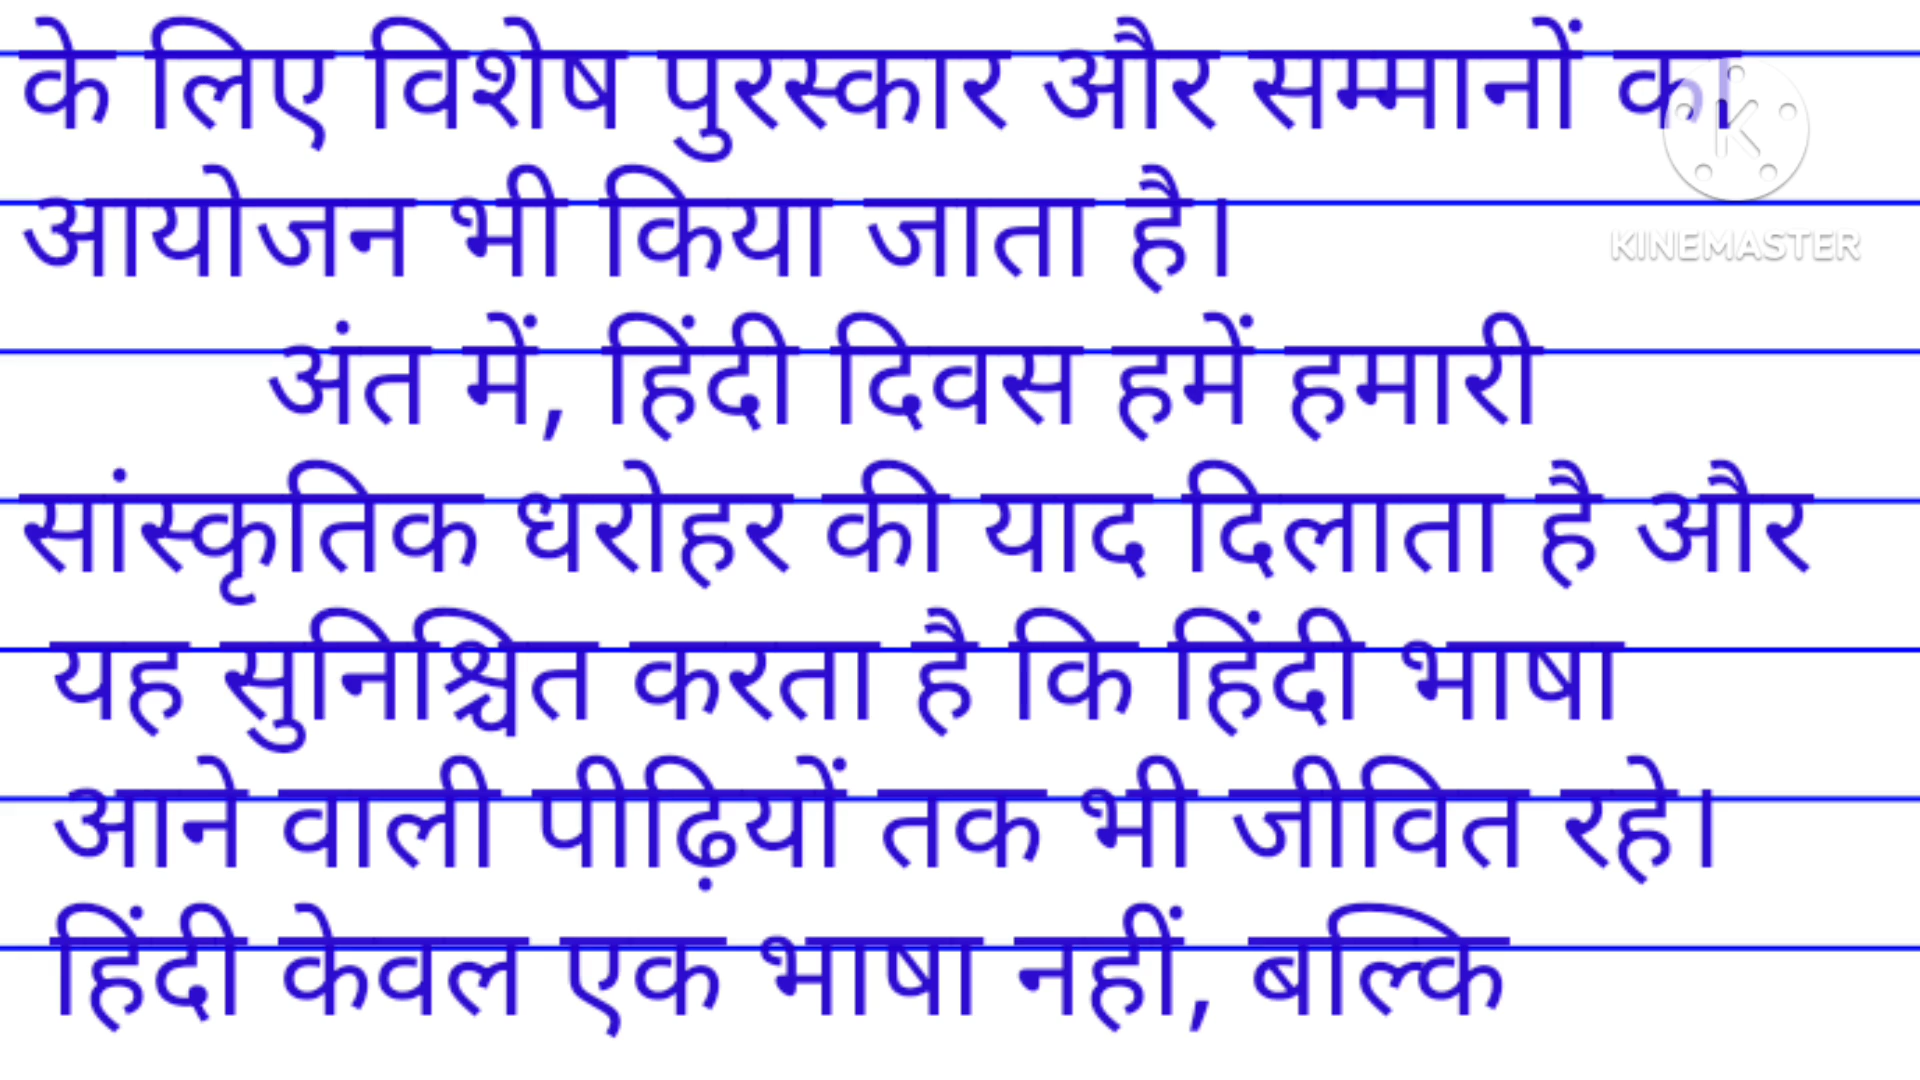 के लिए विशेष पुरस्कार और सम्मानों का
आयोजन भी किया जाता है।
अंत में, हिंदी दिवस हमें हमारी
सांस्कृतिक धरोहर की याद दिलाता है और
यह सुनिश्चित करता है कि हिंदी भाषा
आने वाली पीढ़ियों तक भी जीवित रहे।
हिंदी केवल एक भाषा नहीं, बल्कि
K
KINEMASTER